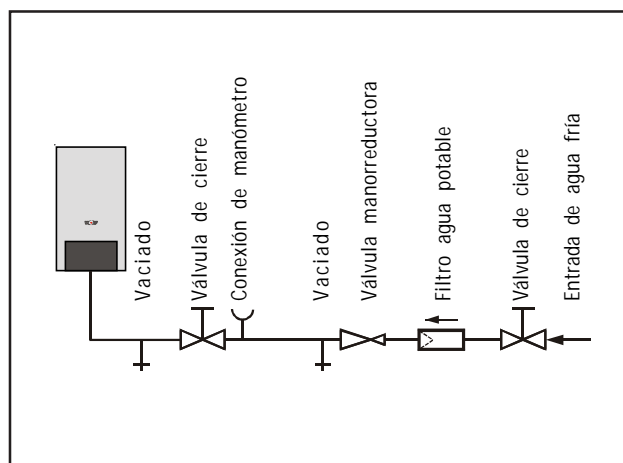 Vaciado
Válvula de cierre
Conexión de manómetro
Vaciado
Válvula manorreductora
Filtro agua potable
Válvula de cierre
Entrada de agua fría